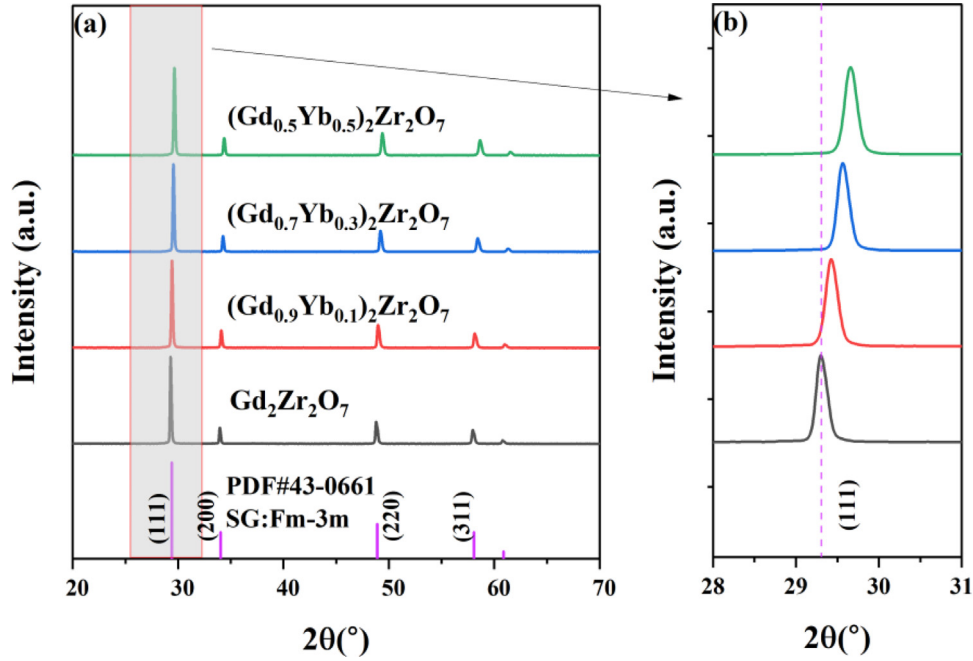 (a)
(Gd0.5Yb0.5)2Zr2O7
(Gd0.7Yb0.3)2Zr2O7
(Gd0.9Yb0.1)2Zr2O7
Gd2Zr2O7
PDF#43-0661
SG:Fm-3m
(111)
(200)
(220)
(311)
20
30
40
50
60
70
2θ(°)
Intensity (a.u.)
(b)
(111)
28
29
30
31
2θ(°)
Intensity (a.u.)